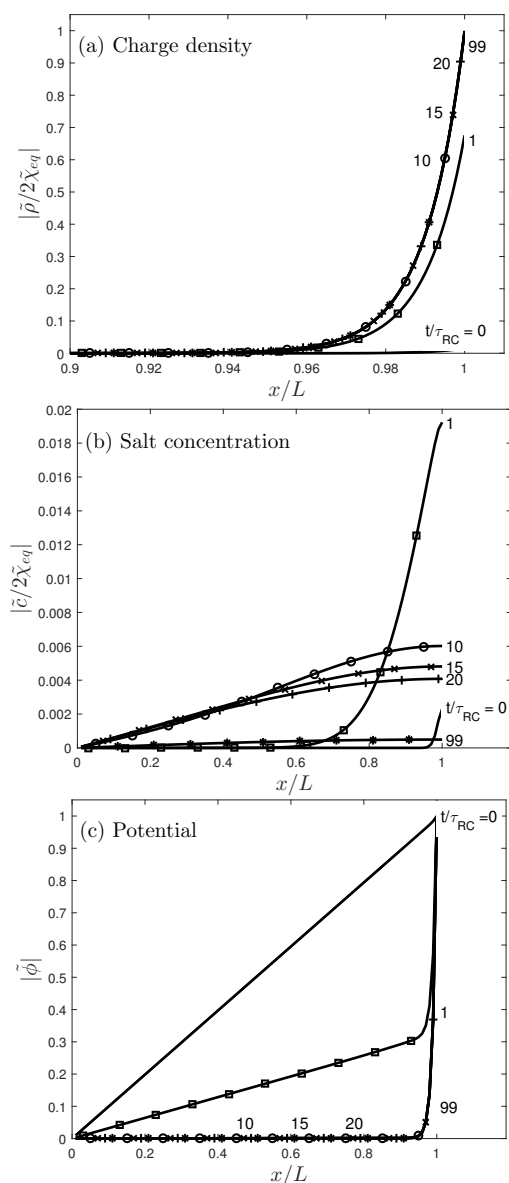 (a) Charge density
|ρ̃/2χ̃eq|
1
0.9
0.8
0.7
0.6
0.5
0.4
0.3
0.2
0.1
0
99
20
15
10
1
t/τRC = 0
0.9 0.92 0.94 0.96 0.98 1
x/L
(b) Salt concentration
|c̃/2χ̃eq|
0.02
0.018
0.016
0.014
0.012
0.010
0.008
0.006
0.004
0.002
0
1
10
15
20
t/τRC = 0
99
0 0.2 0.4 0.6 0.8 1
x/L
(c) Potential
|ϕ̃|
1
0.9
0.8
0.7
0.6
0.5
0.4
0.3
0.2
0.1
0
t/τRC =0
1
99
10 15 20
0 0.2 0.4 0.6 0.8 1
x/L